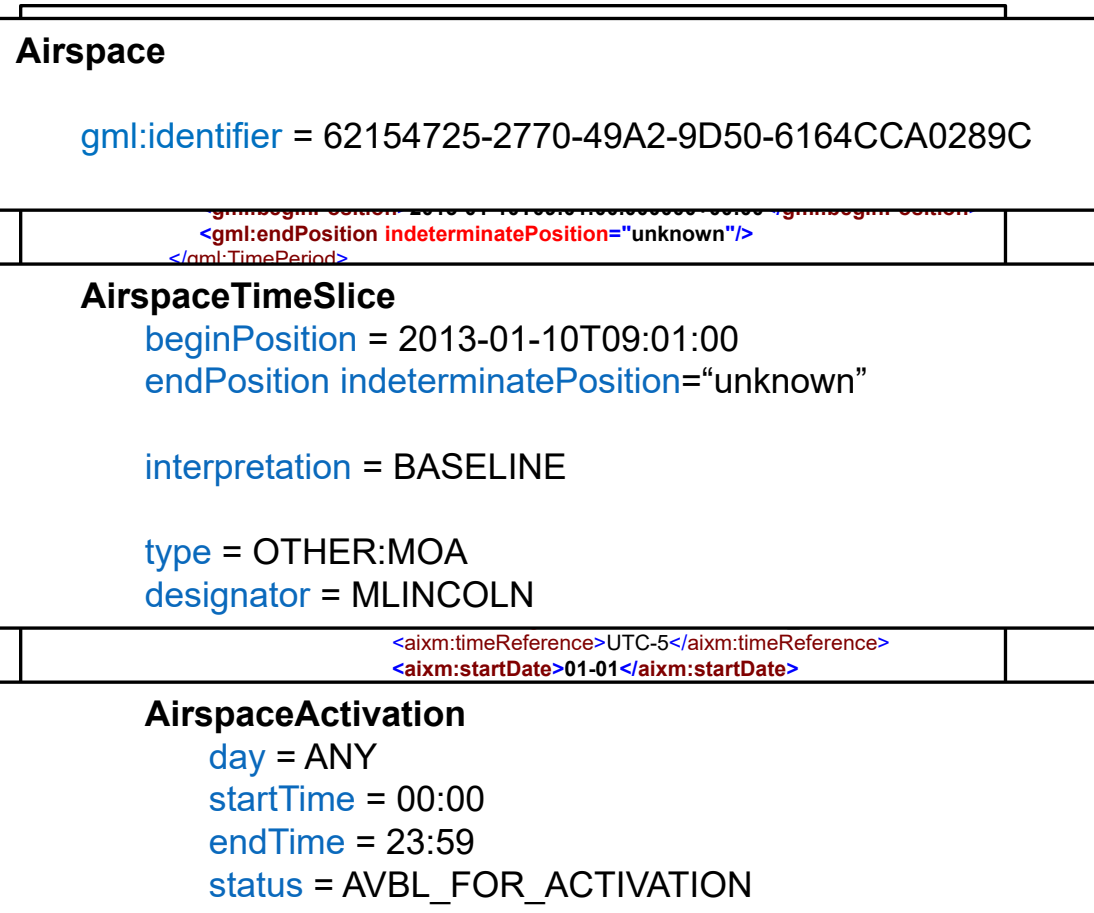 Airspace
gml:identifier = 62154725-2770-49A2-9D50-6164CCA0289C
<gml:endPosition indeterminatePosition="unknown"/>
</gml:TimePeriod>
AirspaceTimeSlice
beginPosition = 2013-01-10T09:01:00
endPosition indeterminatePosition=“unknown”
interpretation = BASELINE
type = OTHER:MOA
designator = MLINCOLN
<aixm:timeReference>UTC-5</aixm:timeReference>
<aixm:startDate>01-01</aixm:startDate>
AirspaceActivation
day = ANY
startTime = 00:00
endTime = 23:59
status = AVBL_FOR_ACTIVATION